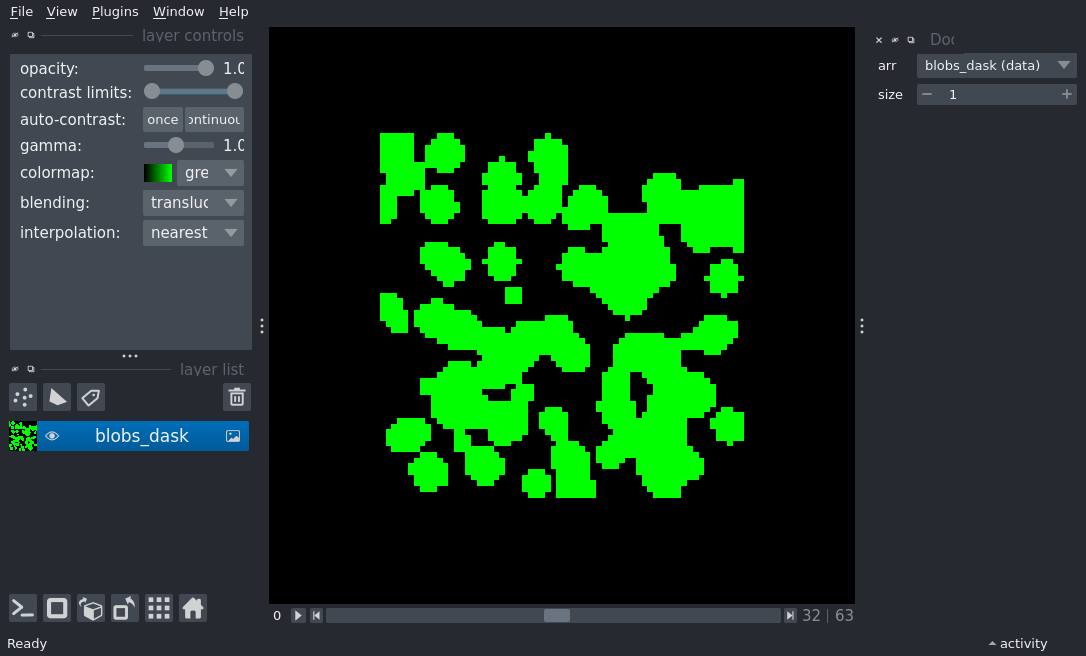 File View Plugins Window Help
layer controls
opacity: 1.0
contrast limits:
auto-contrast: once ontinuou
gamma: 1.0
colormap: gre
blending: transluc
interpolation: nearest
layer list
blobs_dask
0 32 | 63
Ready
Doc
arr blobs_dask (data)
size 1
activity